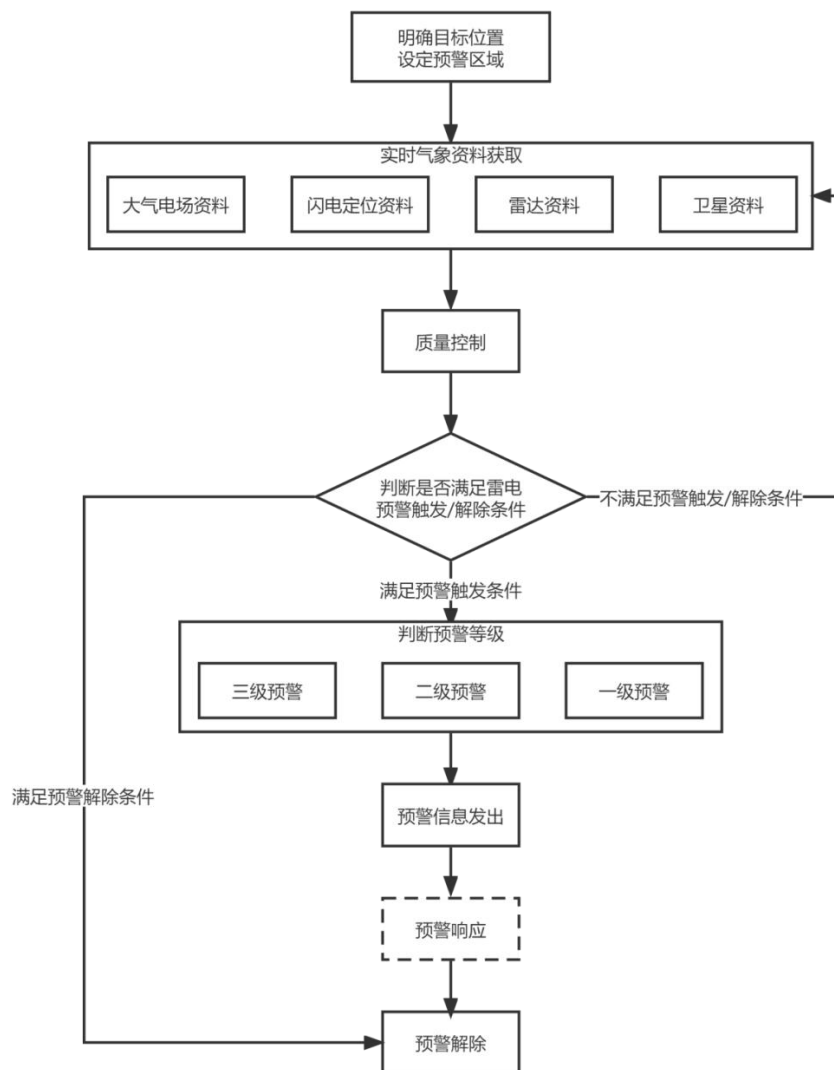 明确目标位置
设定预警区域
实时气象资料获取
大气电场资料
闪电定位资料
雷达资料
卫星资料
质量控制
判断是否满足雷电
预警触发/解除条件
不满足预警触发/解除条件
满足预警触发条件
判断预警等级
三级预警
二级预警
一级预警
满足预警解除条件
预警信息发出
预警响应
预警解除